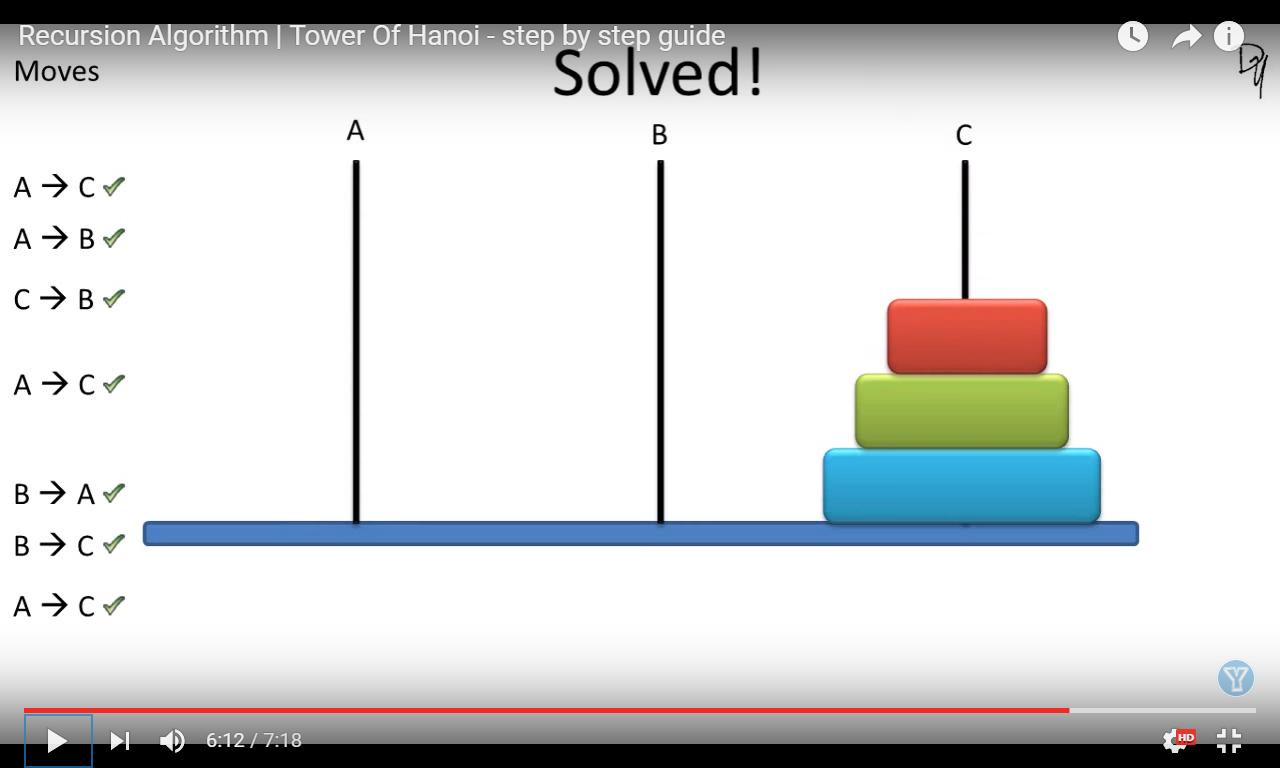 Recursion Algorithm | Tower Of Hanoi - step by step guide
Moves
Solved!
A
B
C
A → C
A → B
C → B
A → C
B → A
B → C
A → C
Y
6:12 / 7:18
HD